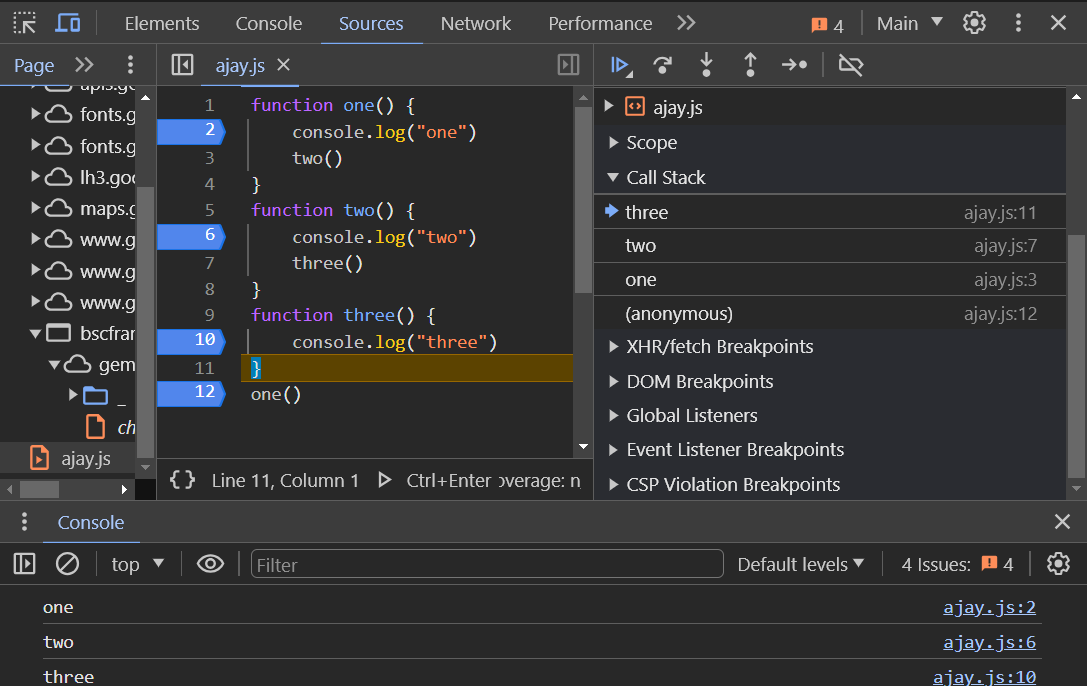 Elements Console Sources Network Performance 4 Main
Page ajay.js
fonts.g
fonts.g
lh3.goo
maps.g
www.g
www.g
www.g
bscfrar
gem
_
ch
ajay.js
1 function one() {
2 console.log("one")
3 two()
4 }
5 function two() {
6 console.log("two")
7 three()
8 }
9 function three() {
10 console.log("three")
11 }
12 one()
{} Line 11, Column 1 Ctrl+Enter overage: n
ajay.js
Scope
Call Stack
three ajay.js:11
two ajay.js:7
one ajay.js:3
(anonymous) ajay.js:12
XHR/fetch Breakpoints
DOM Breakpoints
Global Listeners
Event Listener Breakpoints
CSP Violation Breakpoints
Console
top Filter Default levels 4 Issues: 4
one ajay.js:2
two ajay.js:6
three ajay.js:10